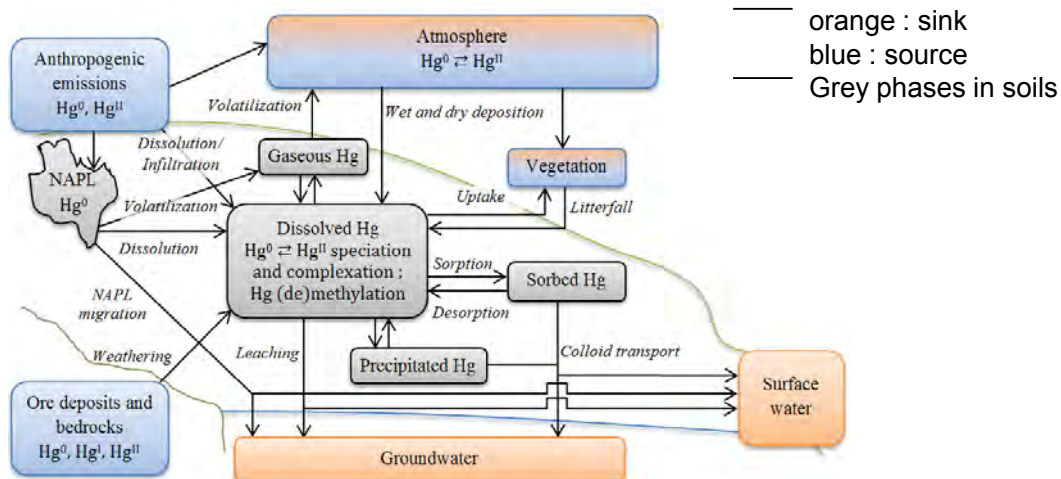 orange : sink
blue : source
Grey phases in soils
Anthropogenic
emissions
Hg⁰, Hgᴵᴵ
Atmosphere
Hg⁰ ⇄ Hgᴵᴵ
Volatilization
Wet and dry deposition
Dissolution/
Infiltration
Gaseous Hg
Vegetation
NAPL
Hg⁰
Volatilization
Uptake
Litterfall
Dissolution
Dissolved Hg
Hg⁰ ⇄ Hgᴵᴵ speciation
and complexation ;
Hg (de)methylation
Sorption
Sorbed Hg
Desorption
NAPL
migration
Weathering
Leaching
Precipitated Hg
Colloid transport
Surface
water
Ore deposits and
bedrocks
Hg⁰, Hgᴵ, Hgᴵᴵ
Groundwater